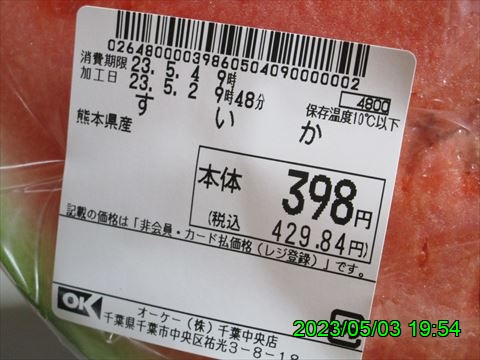 02648000039860504090000002
消費期限 23. 5. 4 9時
加工日 23. 5. 2 9時48分
4800
保存温度10℃以下
すいか
熊本県産
本体 398円
(税込 429.84円)
記載の価格は「非会員・カード払価格(レジ登録)」です。
OK
オーケー(株)千葉中央店
千葉県千葉市中央区祐光3-8-18
2023/05/03 19:54